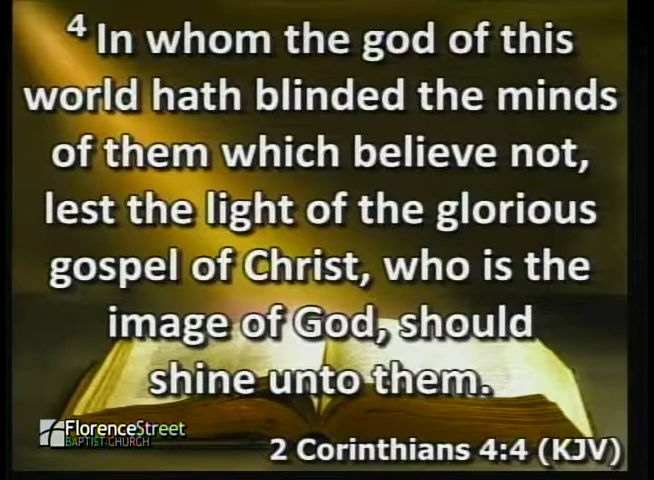 4 In whom the god of this
world hath blinded the minds
of them which believe not,
lest the light of the glorious
gospel of Christ, who is the
image of God, should
shine unto them.
FlorenceStreet
BAPTIST CHURCH
2 Corinthians 4:4 (KJV)